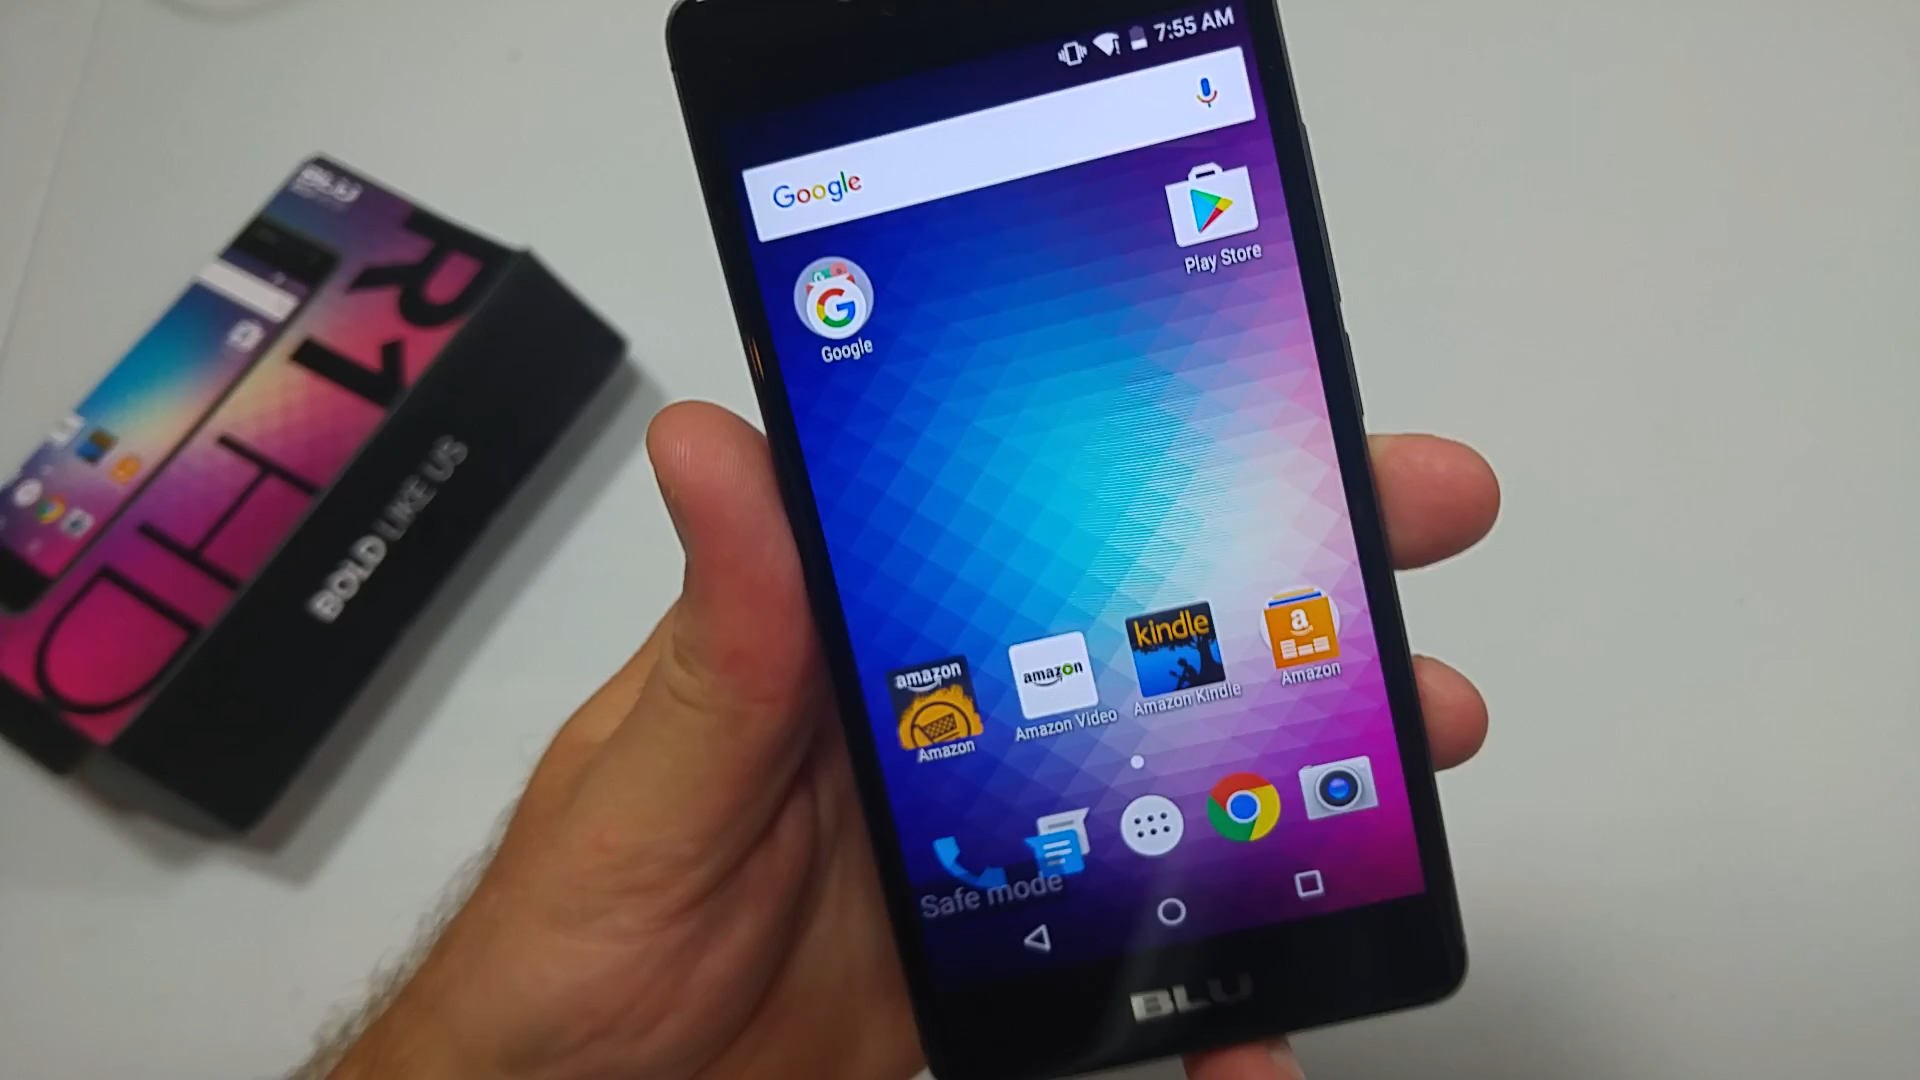 7:55 AM
Google
Play Store
Google
amazon
Amazon
amazon
Amazon Video
kindle
Amazon Kindle
a
Amazon
Safe mode
BLU
BLU
R1 HD
BOLD LIKE US